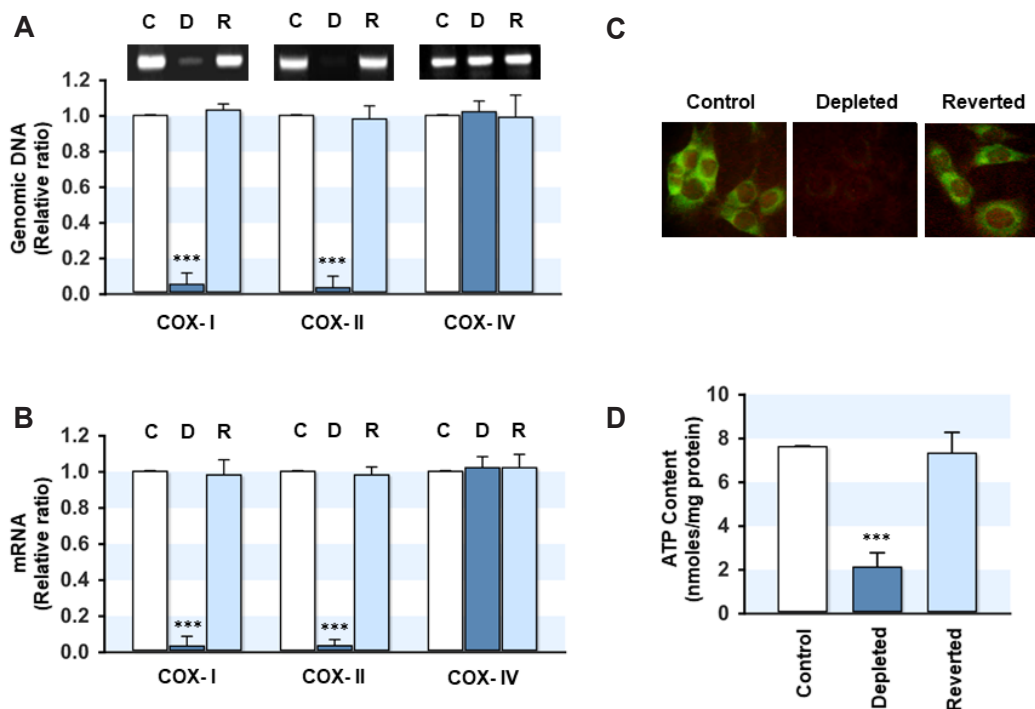 A
C D R C D R C D R
1.2
1.0
0.8
0.6
0.4
0.2
0.0
Genomic DNA
(Relative ratio)
***
***
COX- I COX- II COX- IV
B
C D R C D R C D R
1.2
1.0
0.8
0.6
0.4
0.2
0.0
mRNA
(Relative ratio)
***
***
COX- I COX- II COX- IV
C
Control Depleted Reverted
D
10
8
6
4
2
0
ATP Content
(nmoles/mg protein)
***
Control
Depleted
Reverted